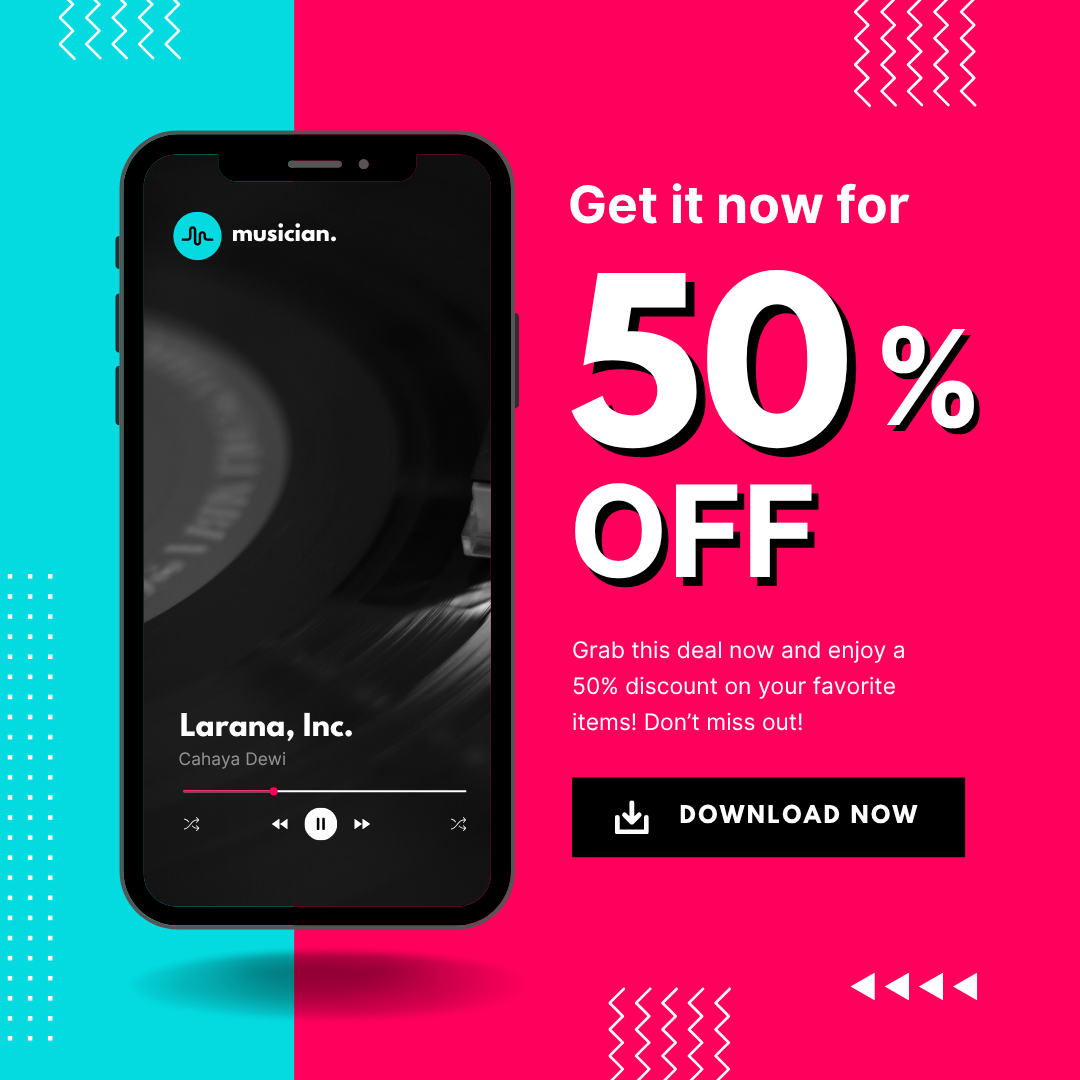 musician.
Larana, Inc.
Cahaya Dewi
Get it now for
50%
OFF
Grab this deal now and enjoy a
50% discount on your favorite
items! Don’t miss out!
DOWNLOAD NOW